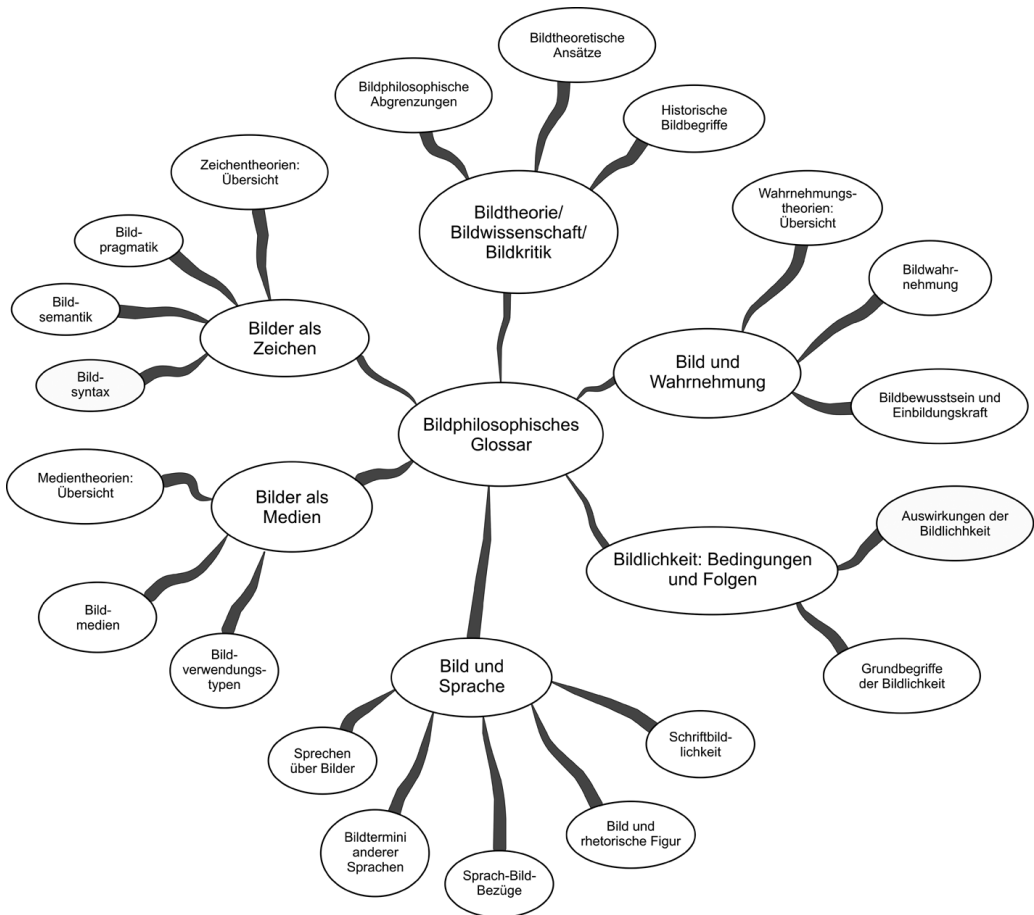 Bildtheoretische
Ansätze
Bildphilosophische
Abgrenzungen
Historische
Bildbegriffe
Zeichentheorien:
Übersicht
Bildtheorie/
Bildwissenschaft/
Bildkritik
Wahrnehmungs-
theorien:
Übersicht
Bild-
pragmatik
Bildwahr-
nehmung
Bild-
semantik
Bilder als
Zeichen
Bild und
Wahrnehmung
Bild-
syntax
Bildbewusstsein und
Einbildungskraft
Bildphilosophisches
Glossar
Medientheorien:
Übersicht
Bilder als
Medien
Auswirkungen der
Bildlichhkeit
Bildlichkeit: Bedingungen
und Folgen
Bild-
medien
Bild-
verwendungs-
typen
Bild und
Sprache
Grundbegriffe
der Bildlichkeit
Sprechen
über Bilder
Schriftbild-
lichkeit
Bildtermini
anderer
Sprachen
Bild und
rhetorische Figur
Sprach-Bild-
Bezüge